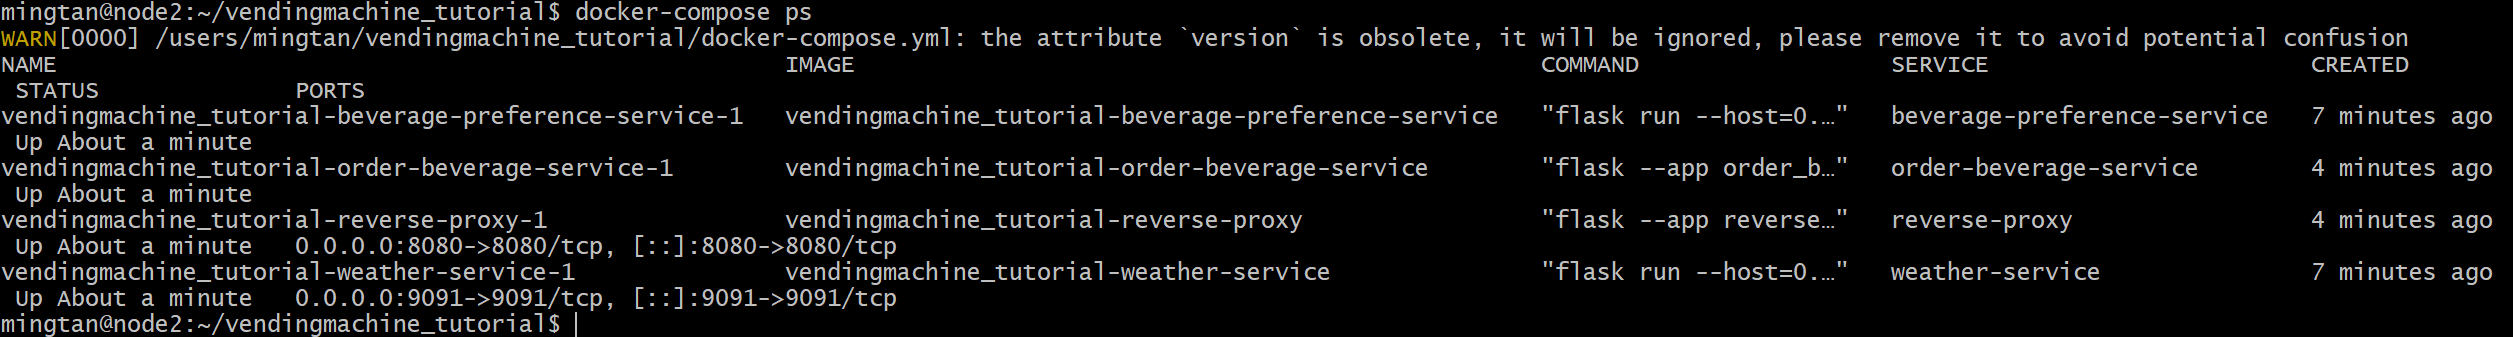 mingtan@node2:~/vendingmachine_tutorial$ docker-compose ps
WARN[0000] /users/mingtan/vendingmachine_tutorial/docker-compose.yml: the attribute `version` is obsolete, it will be ignored, please remove it to avoid potential confusion
NAME IMAGE COMMAND SERVICE CREATED
STATUS PORTS
vendingmachine_tutorial-beverage-preference-service-1 vendingmachine_tutorial-beverage-preference-service "flask run --host=0.…" beverage-preference-service 7 minutes ago
Up About a minute
vendingmachine_tutorial-order-beverage-service-1 vendingmachine_tutorial-order-beverage-service "flask --app order_b…" order-beverage-service 4 minutes ago
Up About a minute
vendingmachine_tutorial-reverse-proxy-1 vendingmachine_tutorial-reverse-proxy "flask --app reverse…" reverse-proxy 4 minutes ago
Up About a minute 0.0.0.0:8080->8080/tcp, [::]:8080->8080/tcp
vendingmachine_tutorial-weather-service-1 vendingmachine_tutorial-weather-service "flask run --host=0.…" weather-service 7 minutes ago
Up About a minute 0.0.0.0:9091->9091/tcp, [::]:9091->9091/tcp
mingtan@node2:~/vendingmachine_tutorial$